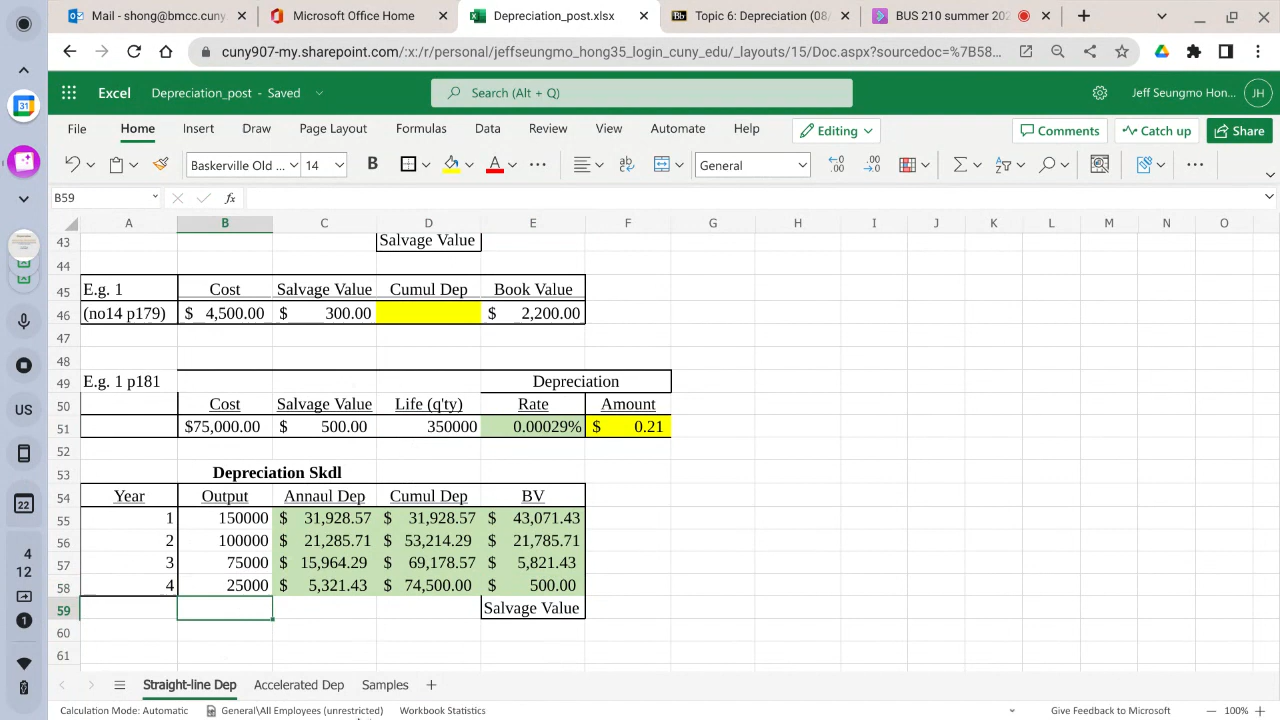 Mail - shong@bmcc.cuny
Microsoft Office Home
Depreciation_post.xlsx
Topic 6: Depreciation (08/
BUS 210 summer 202
cuny907-my.sharepoint.com/:x:/r/personal/jeffseungmo_hong35_login_cuny_edu/_layouts/15/Doc.aspx?sourcedoc=%7B58...
Excel Depreciation_post - Saved Search (Alt + Q) Jeff Seungmo Hon... JH
File Home Insert Draw Page Layout Formulas Data Review View Automate Help Editing Comments Catch up Share
Baskerville Old ... 14 B A General
B59 fx
A B C D E F G H I J K L M N O
43 Salvage Value
44
45 E.g. 1 Cost Salvage Value Cumul Dep Book Value
46 (no14 p179) $ 4,500.00 $ 300.00 $ 2,200.00
47
48
49 E.g. 1 p181 Depreciation
50 Cost Salvage Value Life (q'ty) Rate Amount
51 $75,000.00 $ 500.00 350000 0.00029% $ 0.21
52
53 Depreciation Skdl
54 Year Output Annaul Dep Cumul Dep BV
55 1 150000 $ 31,928.57 $ 31,928.57 $ 43,071.43
56 2 100000 $ 21,285.71 $ 53,214.29 $ 21,785.71
57 3 75000 $ 15,964.29 $ 69,178.57 $ 5,821.43
58 4 25000 $ 5,321.43 $ 74,500.00 $ 500.00
59 Salvage Value
60
61
Straight-line Dep Accelerated Dep Samples
Calculation Mode: Automatic General\All Employees (unrestricted) Workbook Statistics Give Feedback to Microsoft 100%
31
US
22
4
12
1